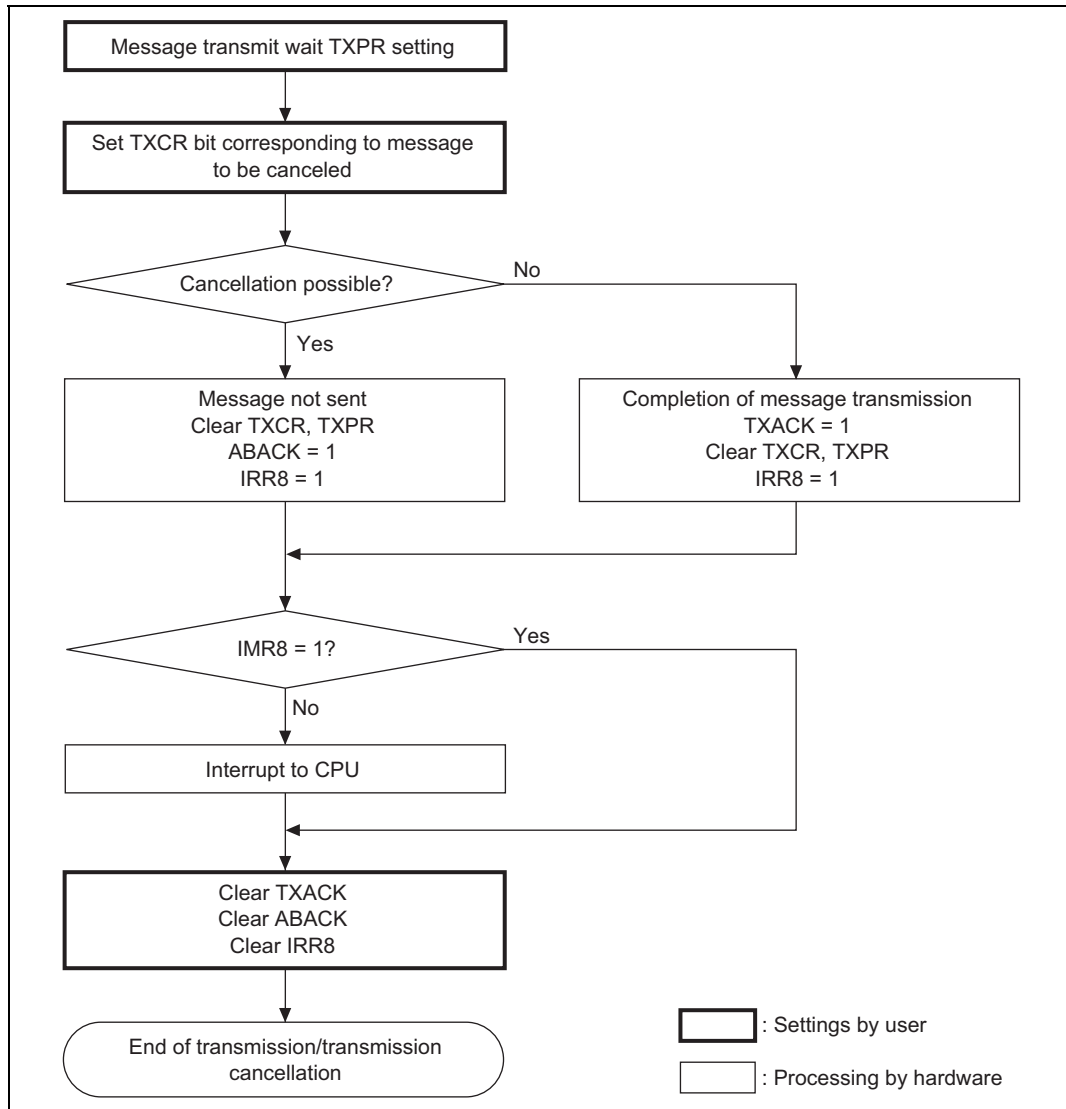 Message transmit wait TXPR setting
Set TXCR bit corresponding to message
to be canceled
Cancellation possible?
No
Yes
Message not sent
Clear TXCR, TXPR
ABACK = 1
IRR8 = 1
Completion of message transmission
TXACK = 1
Clear TXCR, TXPR
IRR8 = 1
IMR8 = 1?
Yes
No
Interrupt to CPU
Clear TXACK
Clear ABACK
Clear IRR8
End of transmission/transmission
cancellation
: Settings by user
: Processing by hardware